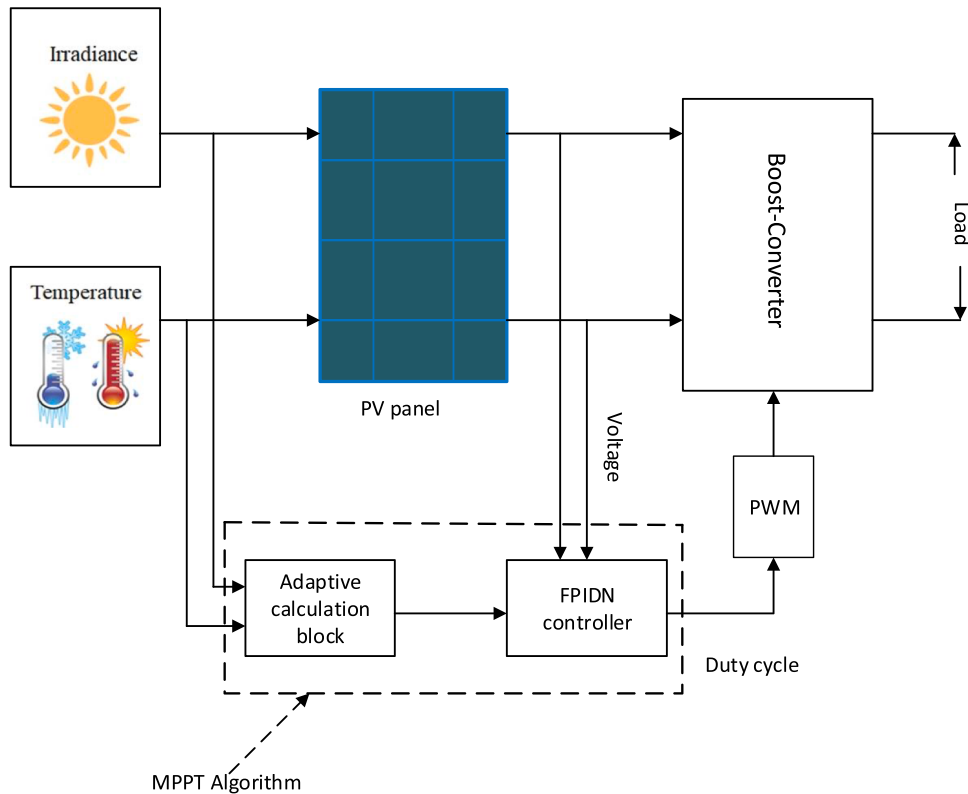 Irradiance
Temperature
PV panel
Boost-Converter
Load
Voltage
PWM
Adaptive
calculation
block
FPIDN
controller
Duty cycle
MPPT Algorithm